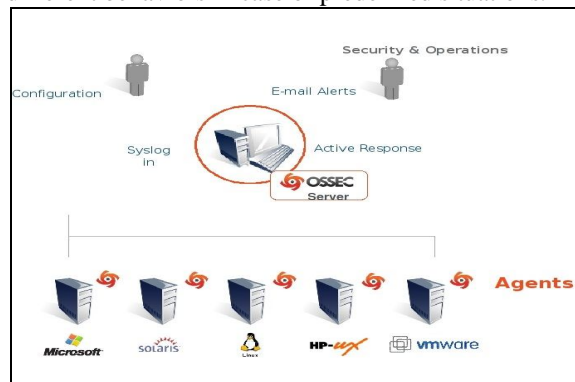 Security & Operations
Configuration
E-mail Alerts
Syslog
in
Active Response
OSSEC
Server
Agents
Microsoft
solaris
Linux
HP-UX
vmware